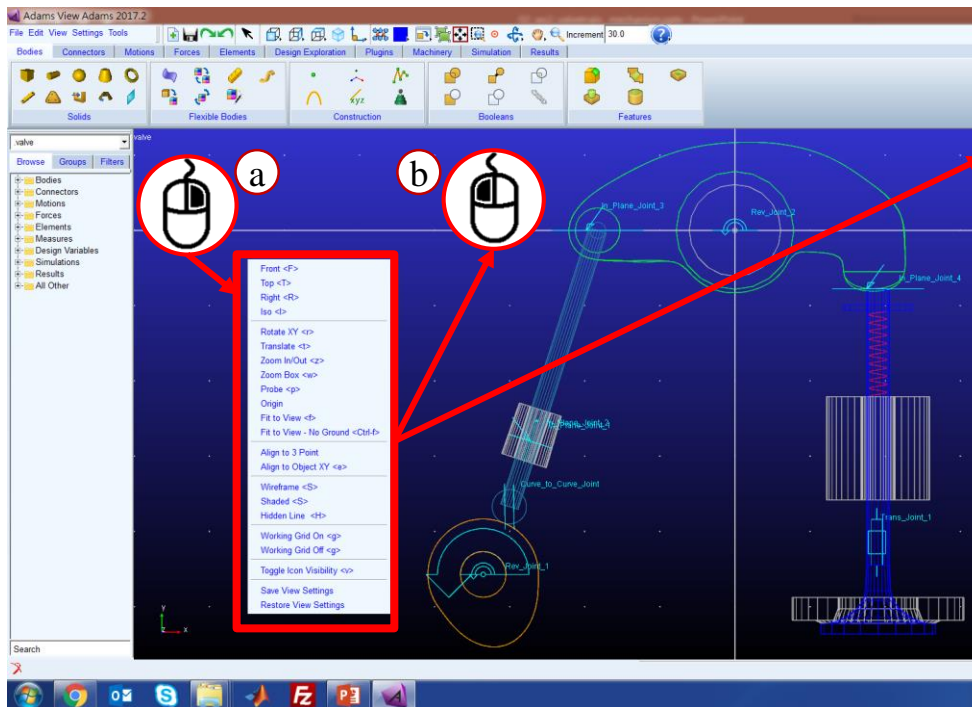 Adams View Adams 2017.2
File Edit View Settings Tools
Increment 30.0
Bodies Connectors Motions Forces Elements Design Exploration Plugins Machinery Simulation Results
xyz
Solids Flexible Bodies Construction Booleans Features
.valve
valve
Browse Groups Filters
Bodies
Connectors
Motions
Forces
Elements
Measures
Design Variables
Simulations
Results
All Other
Search
a
b
Front <F>
Top <T>
Right <R>
Iso <I>
Rotate XY <r>
Translate <t>
Zoom In/Out <z>
Zoom Box <w>
Probe <p>
Origin
Fit to View <f>
Fit to View - No Ground <Ctrl-f>
Align to 3 Point
Align to Object XY <e>
Wireframe <S>
Shaded <S>
Hidden Line <H>
Working Grid On <g>
Working Grid Off <g>
Toggle Icon Visibility <v>
Save View Settings
Restore View Settings
In_Plane_Joint_3
Rev_Joint_2
In_Plane_Joint_4
Curve_to_Curve_Joint
Trans_Joint_1
Rev_Joint_1
y
z x